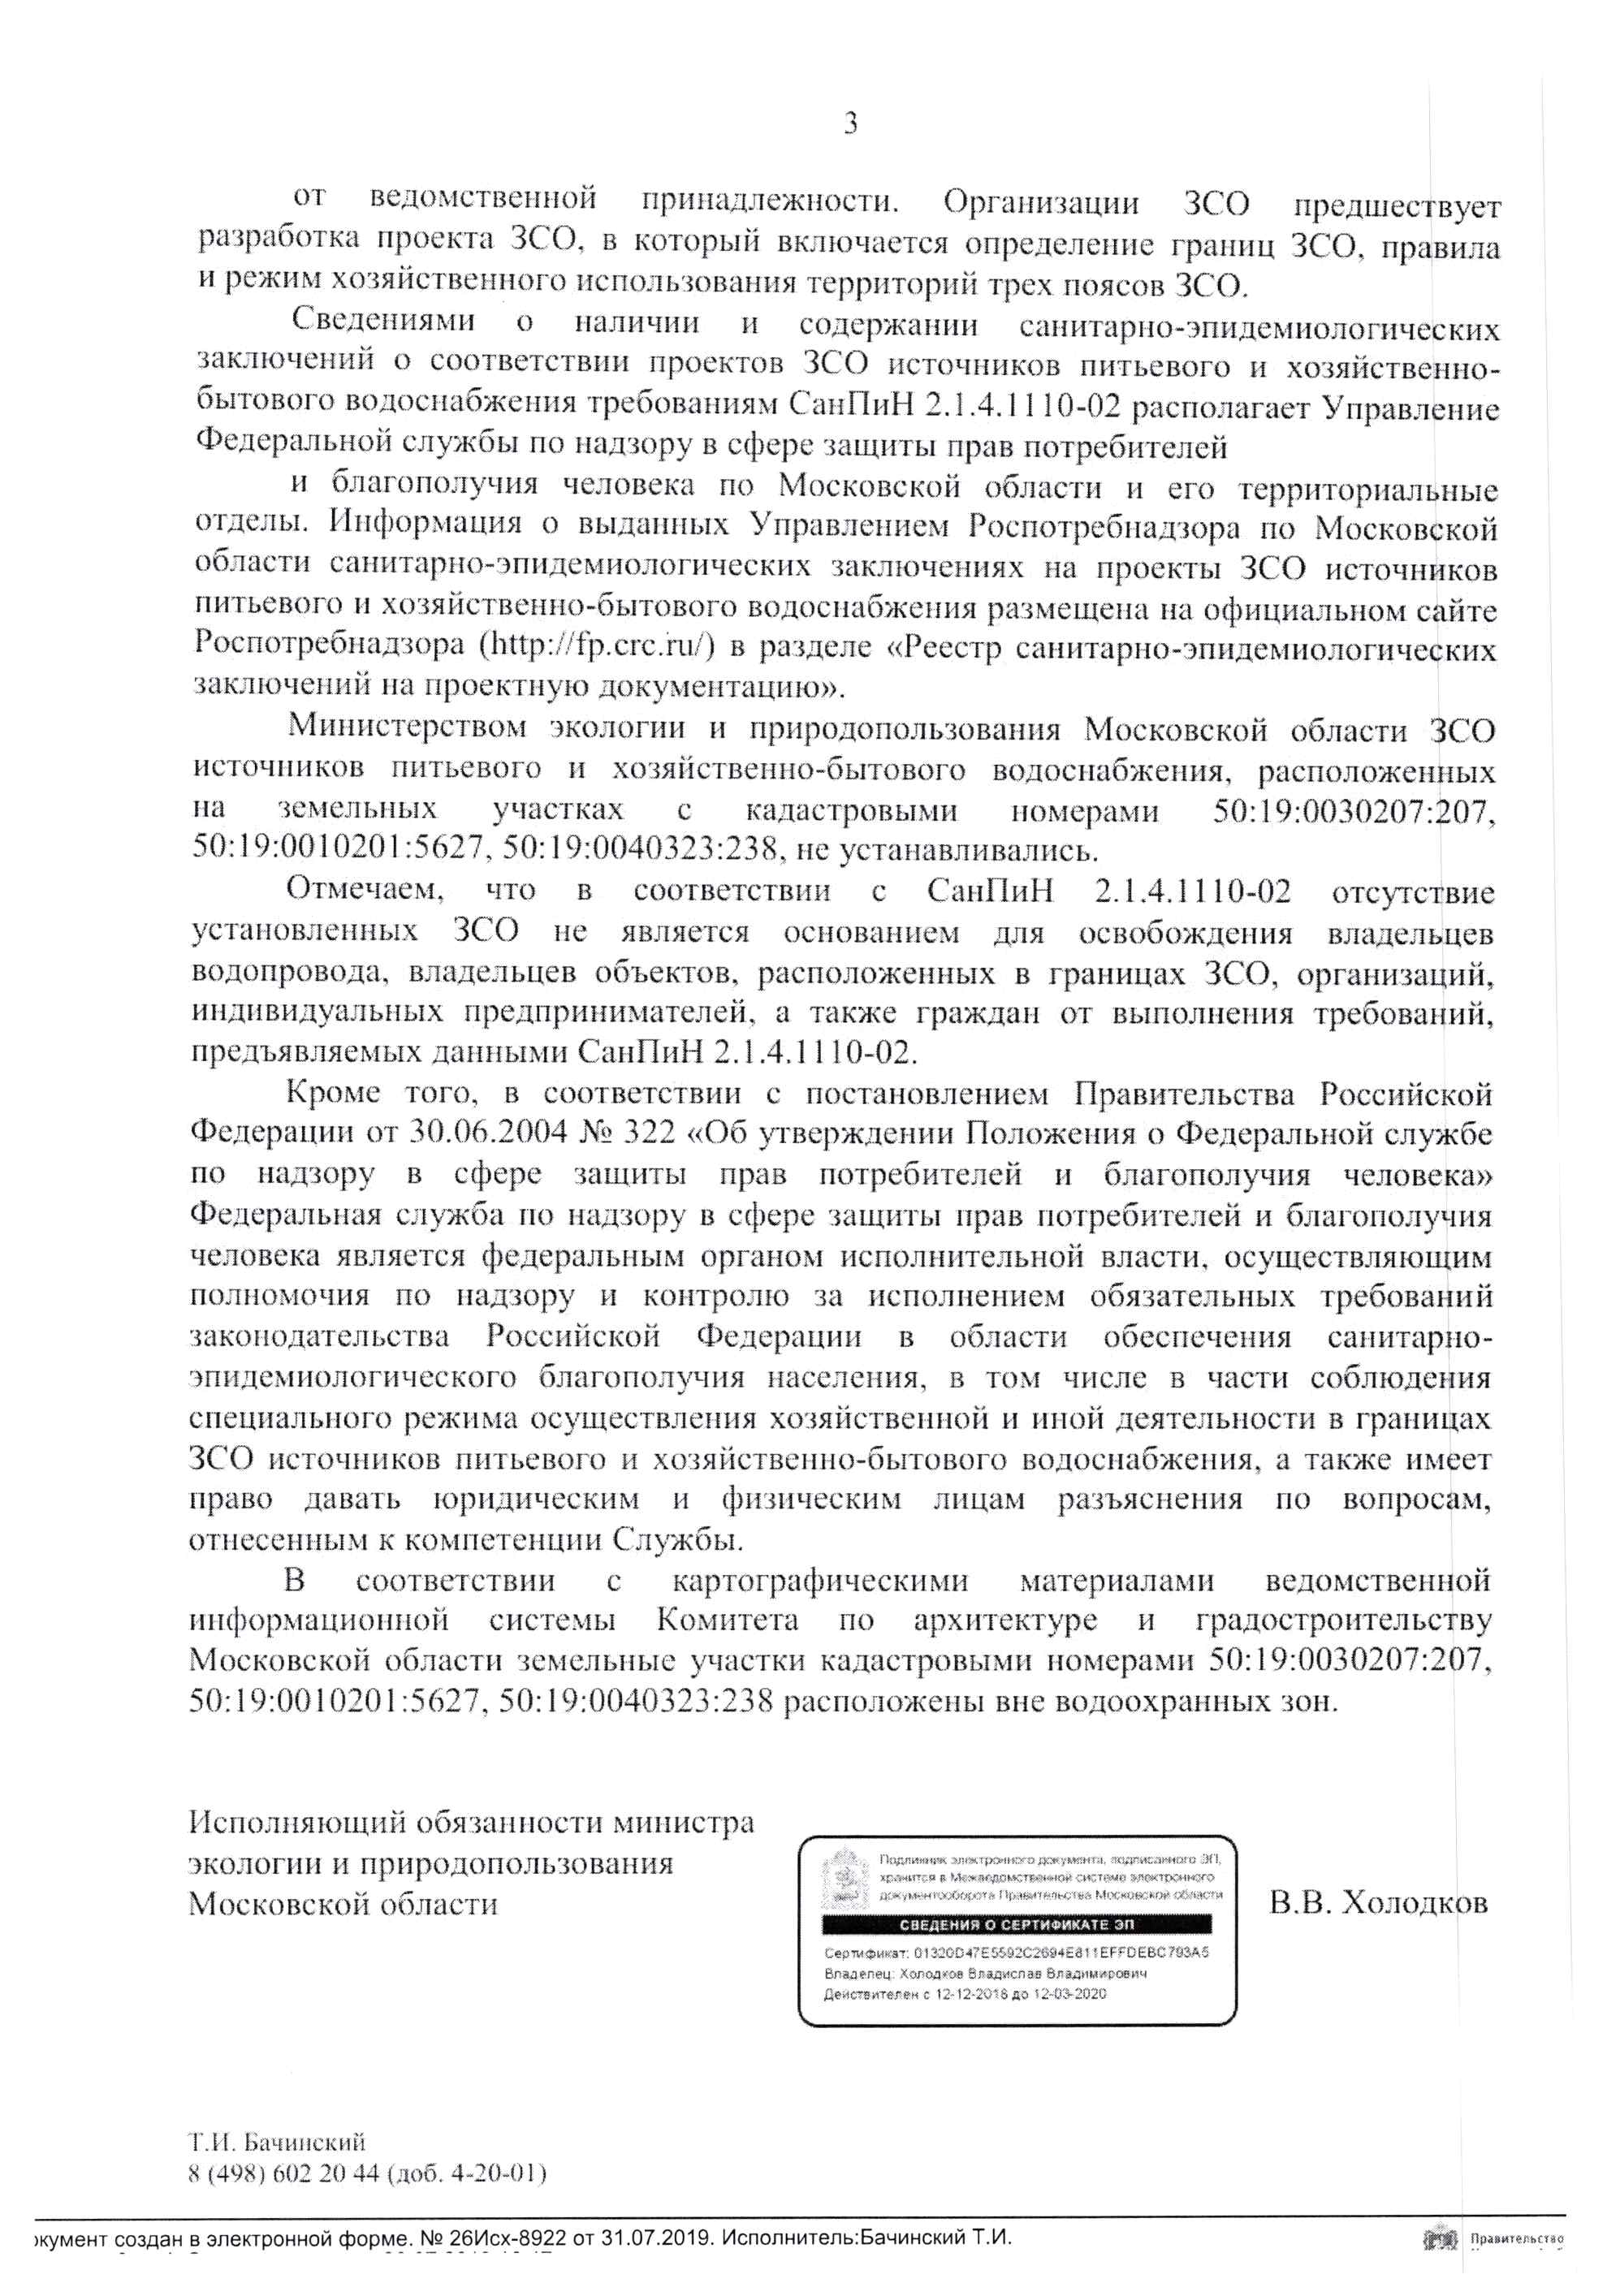 3
от ведомственной принадлежности. Организации ЗСО предшествует
разработка проекта ЗСО, в который включается определение границ ЗСО, правила
и режим хозяйственного использования территорий трех поясов ЗСО.
Сведениями о наличии и содержании санитарно-эпидемиологических
заключений о соответствии проектов ЗСО источников питьевого и хозяйственно-
бытового водоснабжения требованиям СанПиН 2.1.4.1110-02 располагает Управление
Федеральной службы по надзору в сфере защиты прав потребителей
и благополучия человека по Московской области и его территориальные
отделы. Информация о выданных Управлением Роспотребнадзора по Московской
области санитарно-эпидемиологических заключениях на проекты ЗСО источников
питьевого и хозяйственно-бытового водоснабжения размещена на официальном сайте
Роспотребнадзора (http://fp.crc.ru/) в разделе «Реестр санитарно-эпидемиологических
заключений на проектную документацию».
Министерством экологии и природопользования Московской области ЗСО
источников питьевого и хозяйственно-бытового водоснабжения, расположенных
на земельных участках с кадастровыми номерами 50:19:0030207:207,
50:19:0010201:5627, 50:19:0040323:238, не устанавливались.
Отмечаем, что в соответствии с СанПиН 2.1.4.1110-02 отсутствие
установленных ЗСО не является основанием для освобождения владельцев
водопровода, владельцев объектов, расположенных в границах ЗСО, организаций,
индивидуальных предпринимателей, а также граждан от выполнения требований,
предъявляемых данными СанПиН 2.1.4.1110-02.
Кроме того, в соответствии с постановлением Правительства Российской
Федерации от 30.06.2004 № 322 «Об утверждении Положения о Федеральной службе
по надзору в сфере защиты прав потребителей и благополучия человека»
Федеральная служба по надзору в сфере защиты прав потребителей и благополучия
человека является федеральным органом исполнительной власти, осуществляющим
полномочия по надзору и контролю за исполнением обязательных требований
законодательства Российской Федерации в области обеспечения санитарно-
эпидемиологического благополучия населения, в том числе в части соблюдения
специального режима осуществления хозяйственной и иной деятельности в границах
ЗСО источников питьевого и хозяйственно-бытового водоснабжения, а также имеет
право давать юридическим и физическим лицам разъяснения по вопросам,
отнесенным к компетенции Службы.
В соответствии с картографическими материалами ведомственной
информационной системы Комитета по архитектуре и градостроительству
Московской области земельные участки кадастровыми номерами 50:19:0030207:207,
50:19:0010201:5627, 50:19:0040323:238 расположены вне водоохранных зон.
Исполняющий обязанности министра
экологии и природопользования
Московской области
Подлинник электронного документа, подписанного ЭП,
хранится в Межведомственной системе электронного
документооборота Правительства Московской области
СВЕДЕНИЯ О СЕРТИФИКАТЕ ЭП
Сертификат: 01320D47E5592C2694E811EFFDEBC793A5
Владелец: Холодков Владислав Владимирович
Действителен с 12-12-2018 до 12-03-2020
В.В. Холодков
Т.И. Бачинский
8 (498) 602 20 44 (доб. 4-20-01)
окумент создан в электронной форме. № 26Исх-8922 от 31.07.2019. Исполнитель:Бачинский Т.И.
Правительство